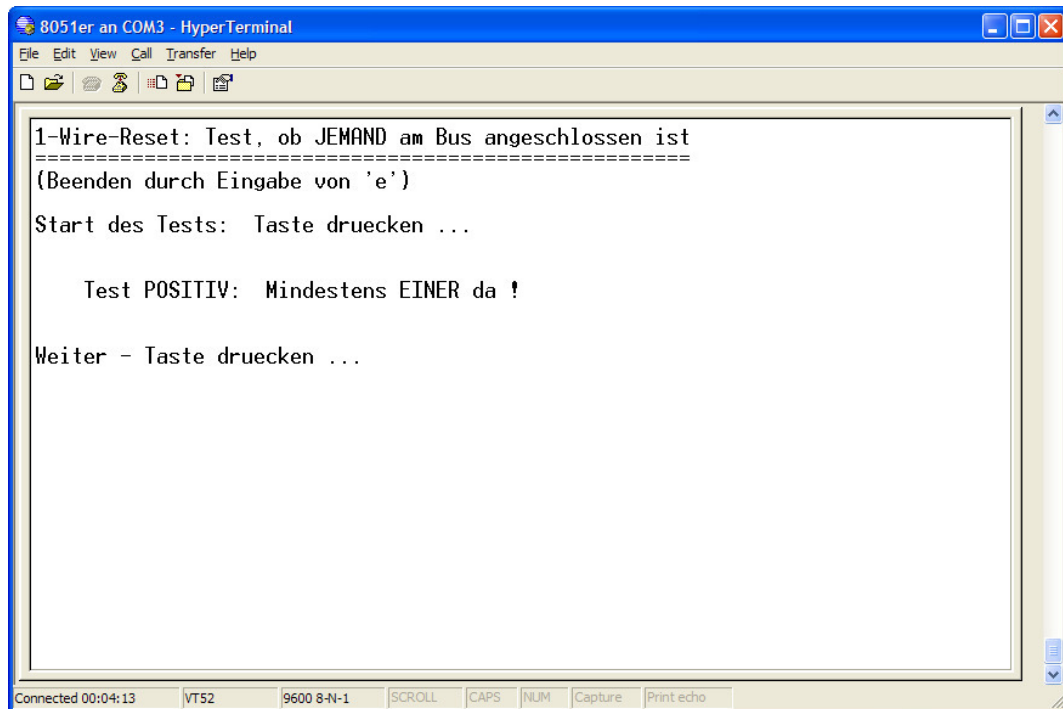 8051er an COM3 - HyperTerminal
File Edit View Call Transfer Help
1-Wire-Reset: Test, ob JEMAND am Bus angeschlossen ist
======================================================
(Beenden durch Eingabe von 'e')
Start des Tests:  Taste druecken ...
Test POSITIV:  Mindestens EINER da !
Weiter - Taste druecken ...
Connected 00:04:13 VT52 9600 8-N-1 SCROLL CAPS NUM Capture Print echo